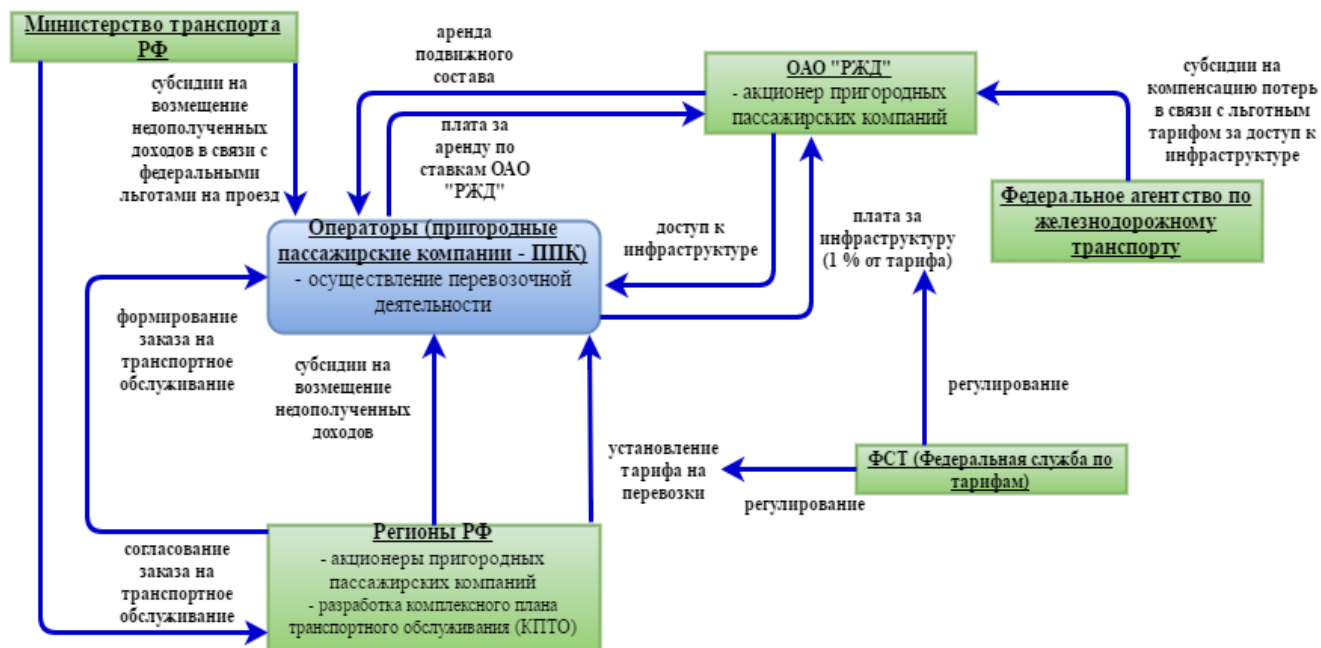 Министерство транспорта
РФ
субсидии на
возмещение
недополученных
доходов в связи с
федеральными
льготами на проезд
аренда
подвижного
состава
плата за
аренду по
ставкам ОАО
"РЖД"
ОАО "РЖД"
- акционер пригородных
пассажирских компаний
субсидии на
компенсацию потерь
в связи с льготным
тарифом за доступ к
инфраструктуре
Федеральное агентство по
железнодорожному
транспорту
Операторы (пригородные
пассажирские компании - ППК)
- осуществление перевозочной
деятельности
доступ к
инфраструктуре
плата за
инфраструктуру
(1 % от тарифа)
формирование
заказа на
транспортное
обслуживание
субсидии на
возмещение
недополученных
доходов
регулирование
установление
тарифа на
перевозки
регулирование
ФСТ (Федеральная служба по
тарифам)
согласование
заказа на
транспортное
обслуживание
Регионы РФ
- акционеры пригородных
пассажирских компаний
- разработка комплексного плана
транспортного обслуживания (КПТО)